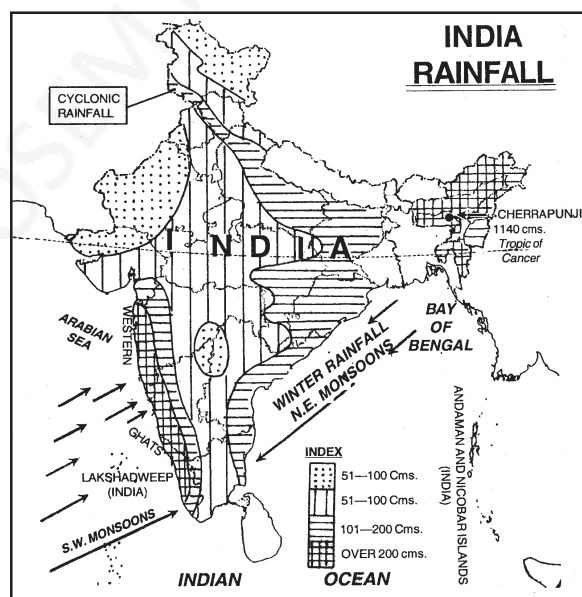 INDIA
RAINFALL
CYCLONIC
RAINFALL
CHERRAPUNJI
1140 cms.
Tropic of
Cancer
I N D I A
ARABIAN
SEA
WESTERN
GHATS
BAY
OF
BENGAL
WINTER RAINFALL
N.E. MONSOONS
ANDAMAN AND NICOBAR ISLANDS
(INDIA)
LAKSHADWEEP
(INDIA)
S.W. MONSOONS
INDEX
51—100 Cms.
51—100 Cms.
101—200 Cms.
OVER 200 cms.
INDIAN OCEAN